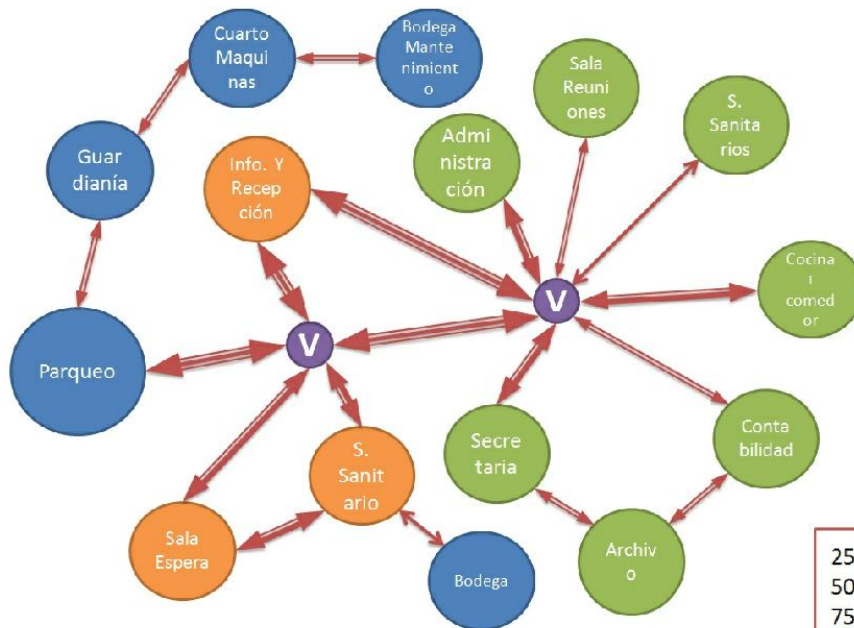 Cuarto
Maqui
nas
Bodega
Mante
nimient
o
Sala
Reuni
ones
S.
Sanita
rios
Admi
nistra
ción
Guar
dianía
Info. Y
Recep
ción
Cocina
comed
or
V
V
Parqueo
Secre
taria
Conta
bilidad
S.
Sanit
ario
Sala
Espera
Bodega
Archiv
o
25
50
75